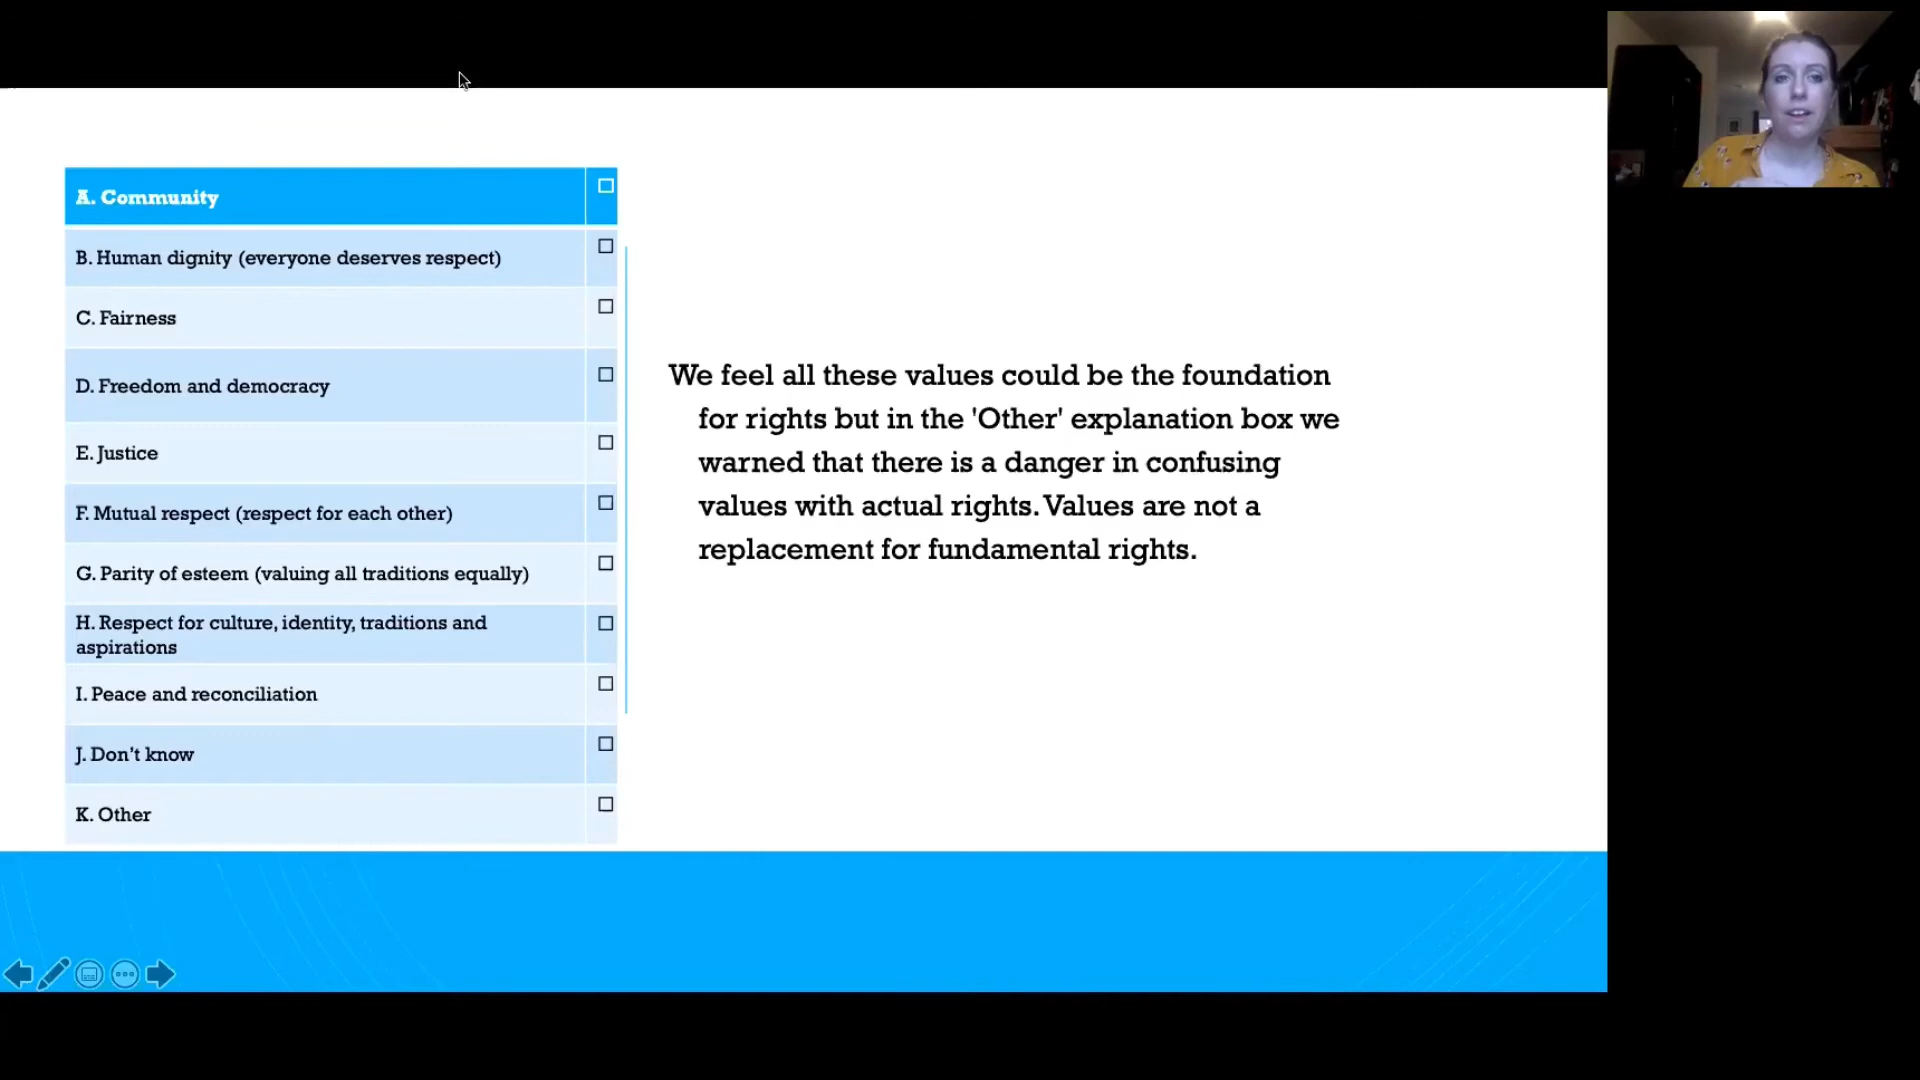 A. Community
B. Human dignity (everyone deserves respect)
C. Fairness
D. Freedom and democracy
E. Justice
F. Mutual respect (respect for each other)
G. Parity of esteem (valuing all traditions equally)
H. Respect for culture, identity, traditions and
aspirations
I. Peace and reconciliation
J. Don’t know
K. Other
We feel all these values could be the foundation
for rights but in the 'Other' explanation box we
warned that there is a danger in confusing
values with actual rights. Values are not a
replacement for fundamental rights.